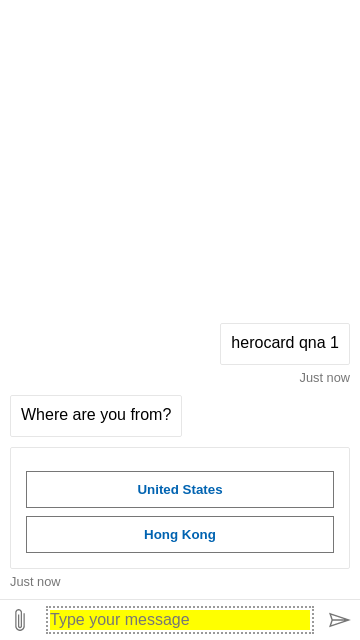 herocard qna 1
Just now
Where are you from?
United States
Hong Kong
Just now
Type your message